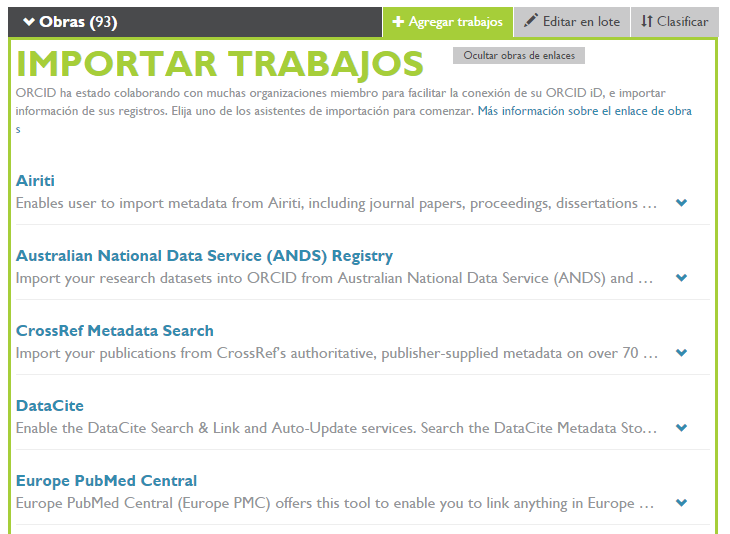 Obras (93)
Agregar trabajos
Editar en lote
Clasificar
IMPORTAR TRABAJOS
Ocultar obras de enlaces
ORCID ha estado colaborando con muchas organizaciones miembro para facilitar la conexión de su ORCID iD, e importar
información de sus registros. Elija uno de los asistentes de importación para comenzar. Más información sobre el enlace de obra
s
Airiti
Enables user to import metadata from Airiti, including journal papers, proceedings, dissertations ...
Australian National Data Service (ANDS) Registry
Import your research datasets into ORCID from Australian National Data Service (ANDS) and ...
CrossRef Metadata Search
Import your publications from CrossRef's authoritative, publisher-supplied metadata on over 70 ...
DataCite
Enable the DataCite Search & Link and Auto-Update services. Search the DataCite Metadata Sto...
Europe PubMed Central
Europe PubMed Central (Europe PMC) offers this tool to enable you to link anything in Europe ...